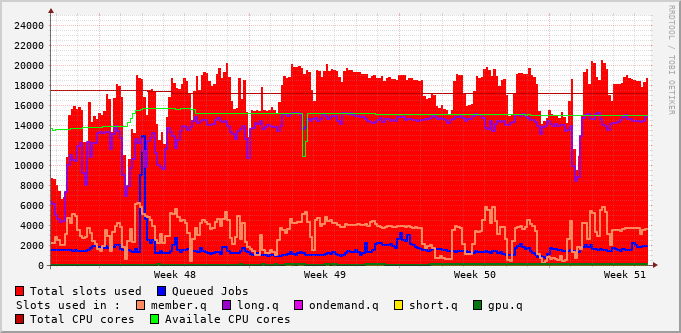 24000
22000
20000
18000
16000
14000
12000
10000
8000
6000
4000
2000
0
Week 48 Week 49 Week 50 Week 51
Total slots used Queued Jobs
Slots used in : member.q long.q ondemand.q short.q gpu.q
Total CPU cores Availale CPU cores
RRDTOOL / TOBI OETIKER